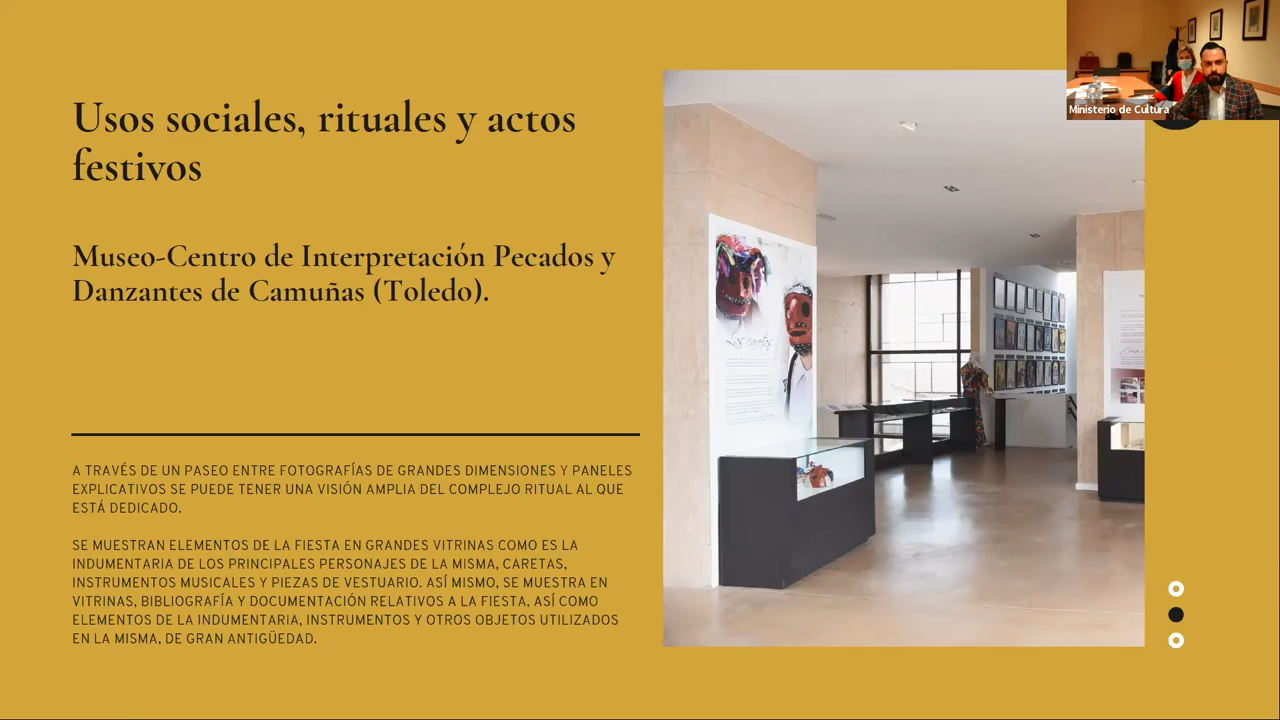 Usos sociales, rituales y actos
festivos
Museo-Centro de Interpretación Pecados y
Danzantes de Camuñas (Toledo).
A TRAVÉS DE UN PASEO ENTRE FOTOGRAFÍAS DE GRANDES DIMENSIONES Y PANELES
EXPLICATIVOS SE PUEDE TENER UNA VISIÓN AMPLIA DEL COMPLEJO RITUAL AL QUE
ESTÁ DEDICADO.
SE MUESTRAN ELEMENTOS DE LA FIESTA EN GRANDES VITRINAS COMO ES LA
INDUMENTARIA DE LOS PRINCIPALES PERSONAJES DE LA MISMA, CARETAS,
INSTRUMENTOS MUSICALES Y PIEZAS DE VESTUARIO. ASÍ MISMO, SE MUESTRA EN
VITRINAS, BIBLIOGRAFÍA Y DOCUMENTACIÓN RELATIVOS A LA FIESTA, ASÍ COMO
ELEMENTOS DE LA INDUMENTARIA, INSTRUMENTOS Y OTROS OBJETOS UTILIZADOS
EN LA MISMA, DE GRAN ANTIGÜEDAD.
Ministerio de Cultura